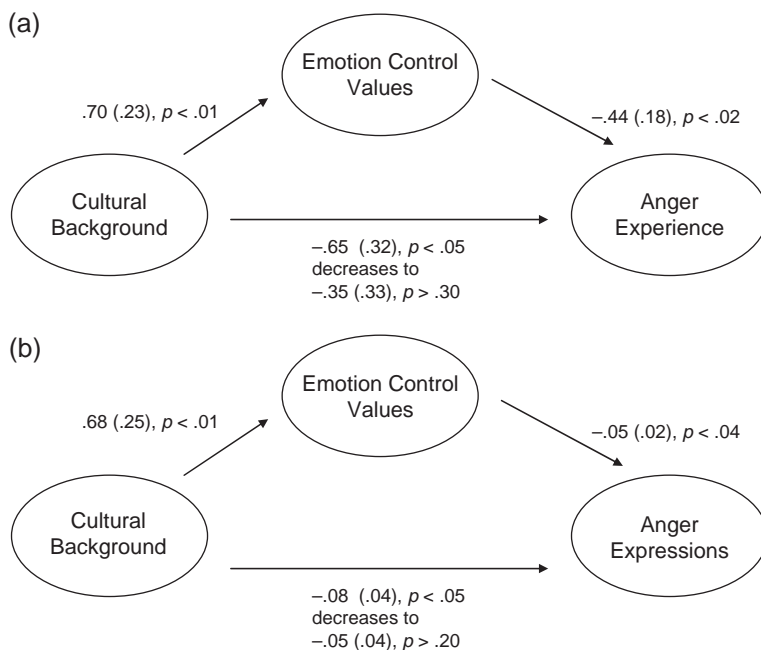 (a)
Emotion Control
Values
.70 (.23), p < .01
–.44 (.18), p < .02
Cultural
Background
Anger
Experience
–.65 (.32), p < .05
decreases to
–.35 (.33), p > .30
(b)
Emotion Control
Values
.68 (.25), p < .01
–.05 (.02), p < .04
Cultural
Background
Anger
Expressions
–.08 (.04), p < .05
decreases to
–.05 (.04), p > .20